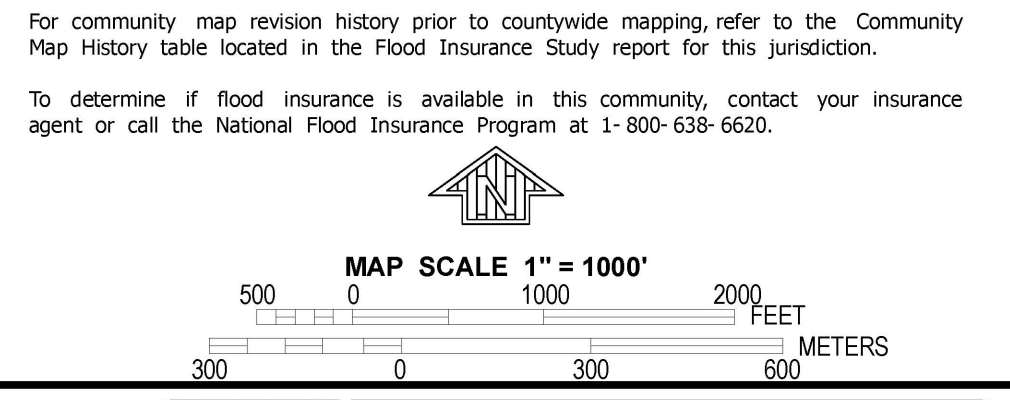 For community map revision history prior to countywide mapping, refer to the Community
Map History table located in the Flood Insurance Study report for this jurisdiction.
To determine if flood insurance is available in this community, contact your insurance
agent or call the National Flood Insurance Program at 1- 800- 638- 6620.
N
MAP SCALE 1" = 1000'
500 0 1000 2000
FEET
METERS
300 0 300 600